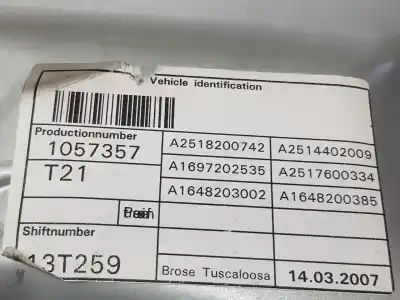 Vehicle identification
Productionnumber
1057357
T21
Shiftnumber
13T259
A2518200742 A2514402009
A1697202535 A2517600334
A1648203002 A1648200385
Brose Tuscaloosa 14.03.2007